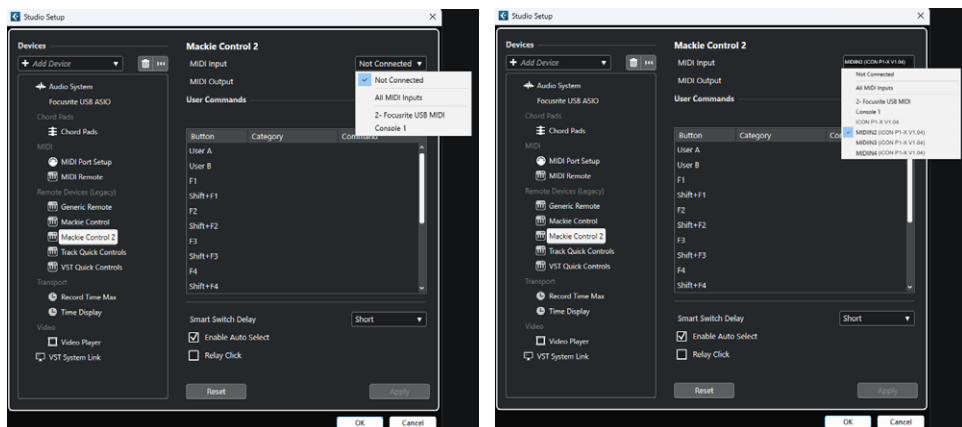 Studio Setup
Devices
+ Add Device
Audio System
Focusrite USB ASIO
Chord Pads
Chord Pads
MIDI
MIDI Port Setup
MIDI Remote
Remote Devices (Legacy)
Generic Remote
Mackie Control
Mackie Control 2
Track Quick Controls
VST Quick Controls
Transport
Record Time Max
Time Display
Video
Video Player
VST System Link
Mackie Control 2
MIDI Input
Not Connected
MIDI Output
Not Connected
All MIDI Inputs
2- Focusrite USB MIDI
Console 1
User Commands
Button Category Command
User A
User B
F1
Shift+F1
F2
Shift+F2
F3
Shift+F3
F4
Shift+F4
Smart Switch Delay
Short
Enable Auto Select
Relay Click
Reset
Apply
OK
Cancel
Studio Setup
Devices
+ Add Device
Audio System
Focusrite USB ASIO
Chord Pads
Chord Pads
MIDI
MIDI Port Setup
MIDI Remote
Remote Devices (Legacy)
Generic Remote
Mackie Control
Mackie Control 2
Track Quick Controls
VST Quick Controls
Transport
Record Time Max
Time Display
Video
Video Player
VST System Link
Mackie Control 2
MIDI Input
MIDIIN2 (iCON P1-X V1.04)
MIDI Output
Not Connected
All MIDI Inputs
2- Focusrite USB MIDI
Console 1
iCON P1-X V1.04
MIDIIN2 (iCON P1-X V1.04)
MIDIIN3 (iCON P1-X V1.04)
MIDIIN4 (iCON P1-X V1.04)
User Commands
Button Category
User A
User B
F1
Shift+F1
F2
Shift+F2
F3
Shift+F3
F4
Shift+F4
Smart Switch Delay
Short
Enable Auto Select
Relay Click
Reset
Apply
OK
Cancel